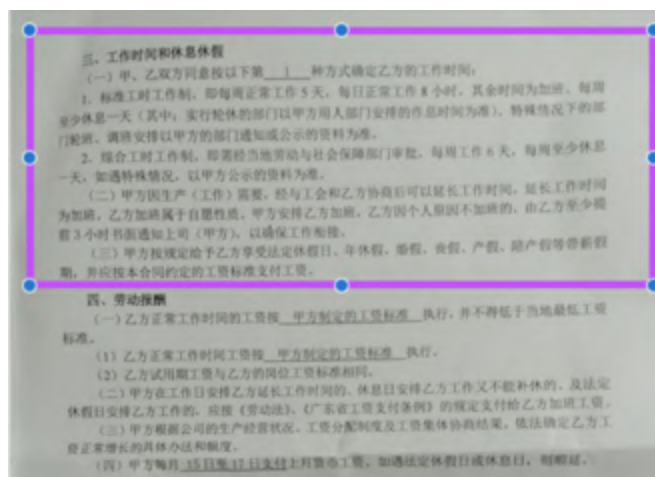 三、工作时间和休息休假
（一）甲、乙双方同意按以下第 1 种方式确定乙方的工作时间：
1．标准工时工作制，即每周正常工作5天，每日正常工作8小时，其余时间为加班，每周
至少休息一天（其中：实行轮休的部门以甲方用人部门安排的作息时间为准）。特殊情况下的部
门轮班、调班安排以甲方的部门通知或公示的资料为准。
2．综合工时工作制，即需经当地劳动与社会保障部门审批，每周工作6天，每周至少休息
一天，如遇特殊情况，以甲方公示的资料为准。
（二）甲方因生产（工作）需要，经与工会和乙方协商后可以延长工作时间，延长工作时间
为加班，乙方加班属于自愿性质。甲方安排乙方加班，乙方因个人原因不加班的，由乙方至少提
前3小时书面通知上司（甲方），以确保工作衔接。
（三）甲方按规定给予乙方享受法定休假日、年休假、婚假、丧假、产假、陪产假等带薪假
期，并应按本合同约定的工资标准支付工资。
四、劳动报酬
（一）乙方正常工作时间的工资按 甲方制定的工资标准 执行，并不得低于当地最低工资
标准。
（1）乙方正常工作时间工资按 甲方制定的工资标准 执行。
（2）乙方试用期工资与乙方的岗位工资标准相同。
（二）甲方在工作日安排乙方延长工作时间的、休息日安排乙方工作又不能补休的、及法定
休假日安排乙方工作的，应按《劳动法》、《广东省工资支付条例》的规定支付给乙方加班工资。
（三）甲方根据公司的生产经营状况、工资分配制度及工资集体协商结果，依法确定乙方工
资正常增长的具体办法和幅度。
（四）甲方每月 15日至17日支付上月货币工资，如遇法定休假日或休息日，则顺延。